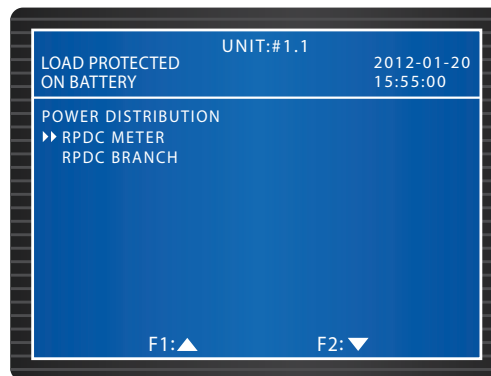 UNIT:#1.1
LOAD PROTECTED 2012-01-20
ON BATTERY 15:55:00
POWER DISTRIBUTION
RPDC METER
RPDC BRANCH
F1: F2: